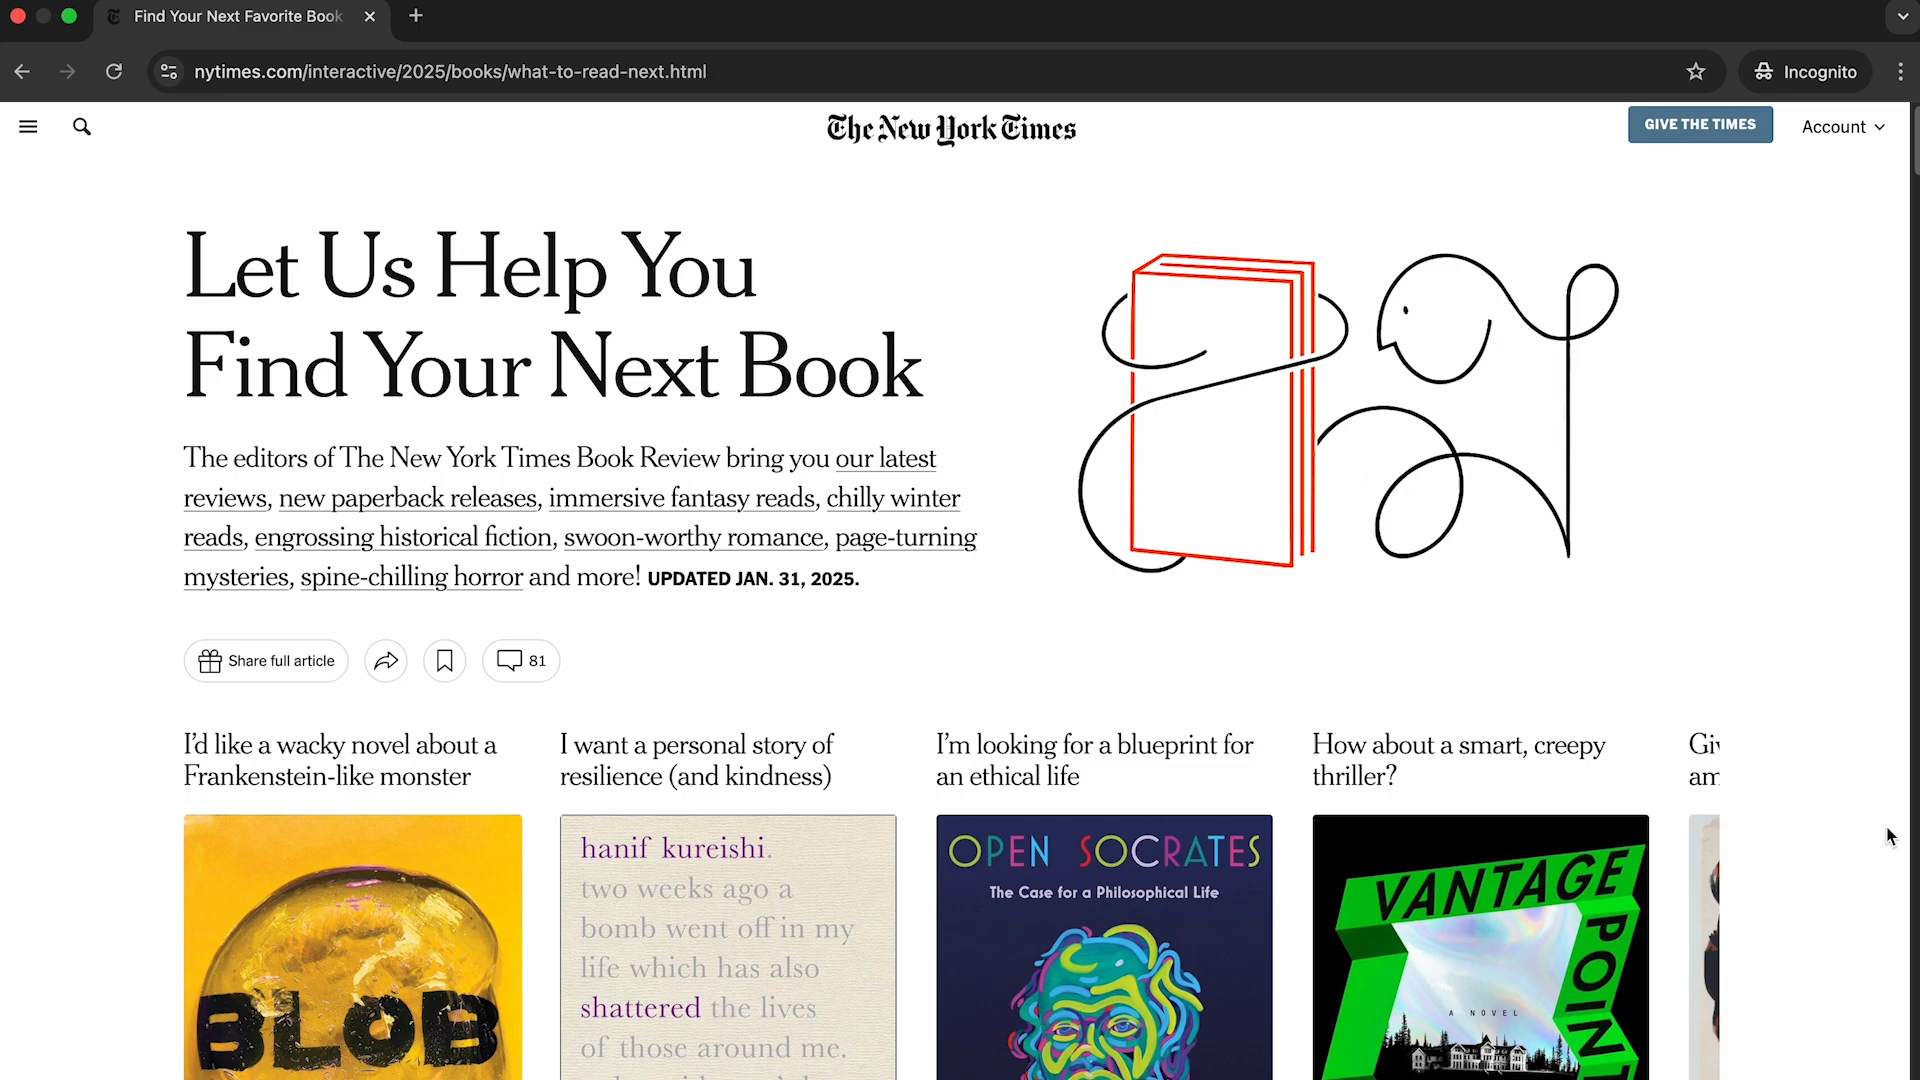 Find Your Next Favorite Book
nytimes.com/interactive/2025/books/what-to-read-next.html
Incognito
The New York Times
GIVE THE TIMES
Account
Let Us Help You
Find Your Next Book
The editors of The New York Times Book Review bring you our latest
reviews, new paperback releases, immersive fantasy reads, chilly winter
reads, engrossing historical fiction, swoon-worthy romance, page-turning
mysteries, spine-chilling horror and more! UPDATED JAN. 31, 2025.
Share full article
81
I'd like a wacky novel about a
Frankenstein-like monster
I want a personal story of
resilience (and kindness)
I'm looking for a blueprint for
an ethical life
How about a smart, creepy
thriller?
BLOB
hanif kureishi.
two weeks ago a
bomb went off in my
life which has also
shattered the lives
of those around me.
OPEN SOCRATES
The Case for a Philosophical Life
VANTAGE
POINT
A NOVEL